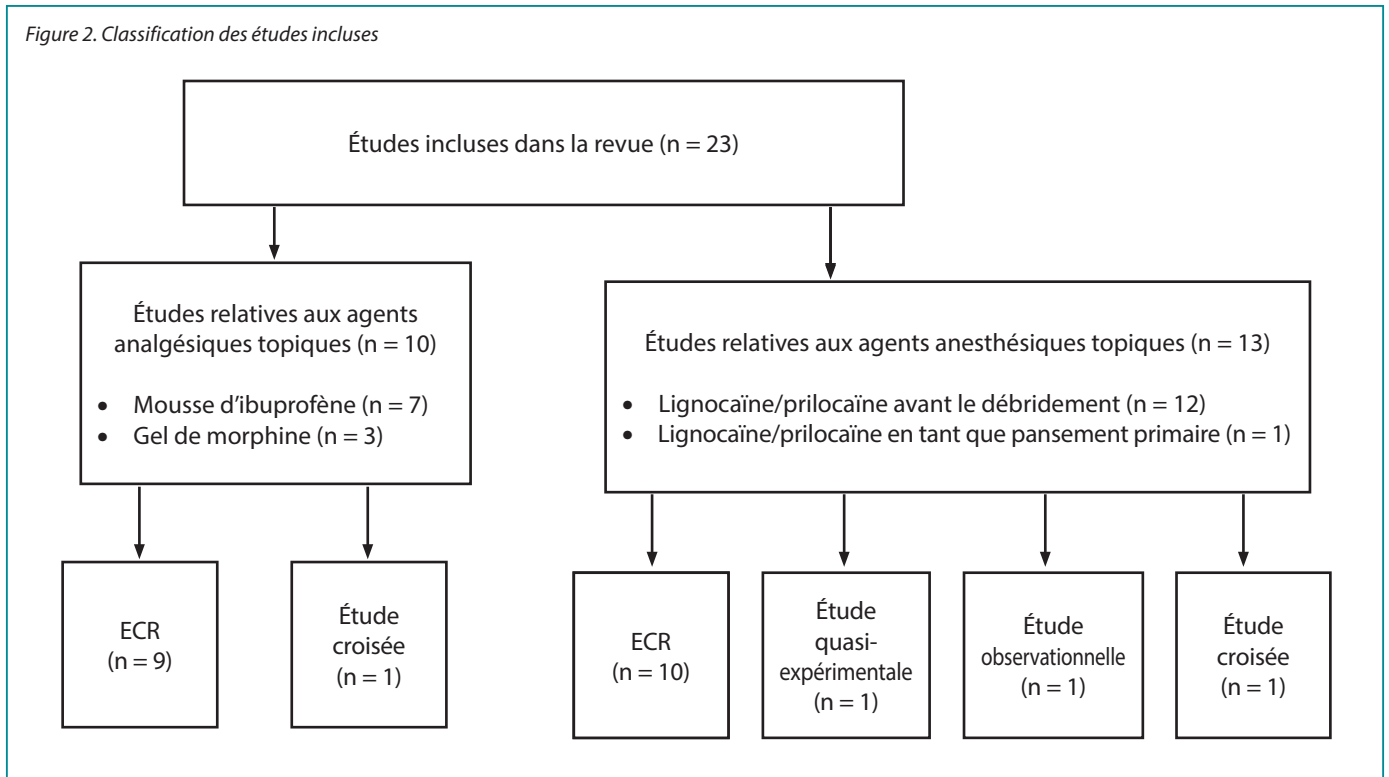 Figure 2. Classification des études incluses
Études incluses dans la revue (n = 23)
Études relatives aux agents
analgésiques topiques (n = 10)
• Mousse d'ibuprofène (n = 7)
• Gel de morphine (n = 3)
Études relatives aux agents anesthésiques topiques (n = 13)
• Lignocaïne/prilocaïne avant le débridement (n = 12)
• Lignocaïne/prilocaïne en tant que pansement primaire (n = 1)
ECR
(n = 9)
Étude
croisée
(n = 1)
ECR
(n = 10)
Étude
quasi-
expérimentale
(n = 1)
Étude
observationnelle
(n = 1)
Étude
croisée
(n = 1)